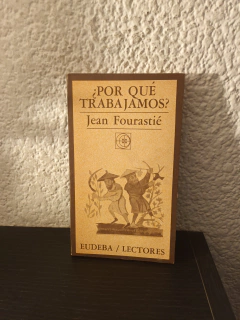 ¿POR QUÉ
TRABAJAMOS?
Jean Fourastié
EUDEBA / LECTORES